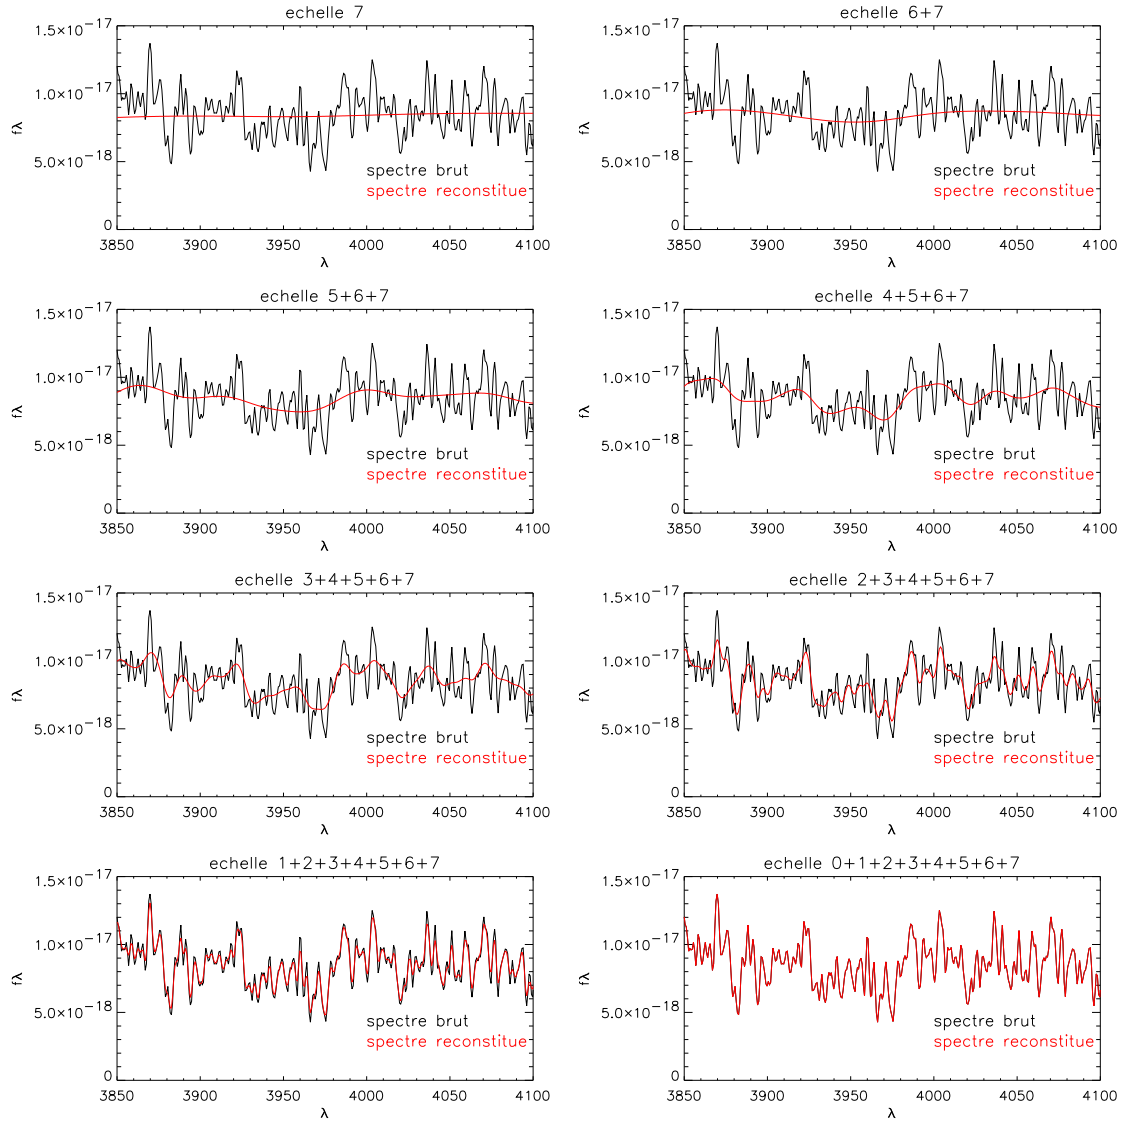 echelle 7
1.5×10−17
1.0×10−17
5.0×10−18
0
fλ
3850 3900 3950 4000 4050 4100
λ
spectre brut
spectre reconstitue
echelle 6+7
1.5×10−17
1.0×10−17
5.0×10−18
0
fλ
3850 3900 3950 4000 4050 4100
λ
spectre brut
spectre reconstitue
echelle 5+6+7
1.5×10−17
1.0×10−17
5.0×10−18
0
fλ
3850 3900 3950 4000 4050 4100
λ
spectre brut
spectre reconstitue
echelle 4+5+6+7
1.5×10−17
1.0×10−17
5.0×10−18
0
fλ
3850 3900 3950 4000 4050 4100
λ
spectre brut
spectre reconstitue
echelle 3+4+5+6+7
1.5×10−17
1.0×10−17
5.0×10−18
0
fλ
3850 3900 3950 4000 4050 4100
λ
spectre brut
spectre reconstitue
echelle 2+3+4+5+6+7
1.5×10−17
1.0×10−17
5.0×10−18
0
fλ
3850 3900 3950 4000 4050 4100
λ
spectre brut
spectre reconstitue
echelle 1+2+3+4+5+6+7
1.5×10−17
1.0×10−17
5.0×10−18
0
fλ
3850 3900 3950 4000 4050 4100
λ
spectre brut
spectre reconstitue
echelle 0+1+2+3+4+5+6+7
1.5×10−17
1.0×10−17
5.0×10−18
0
fλ
3850 3900 3950 4000 4050 4100
λ
spectre brut
spectre reconstitue